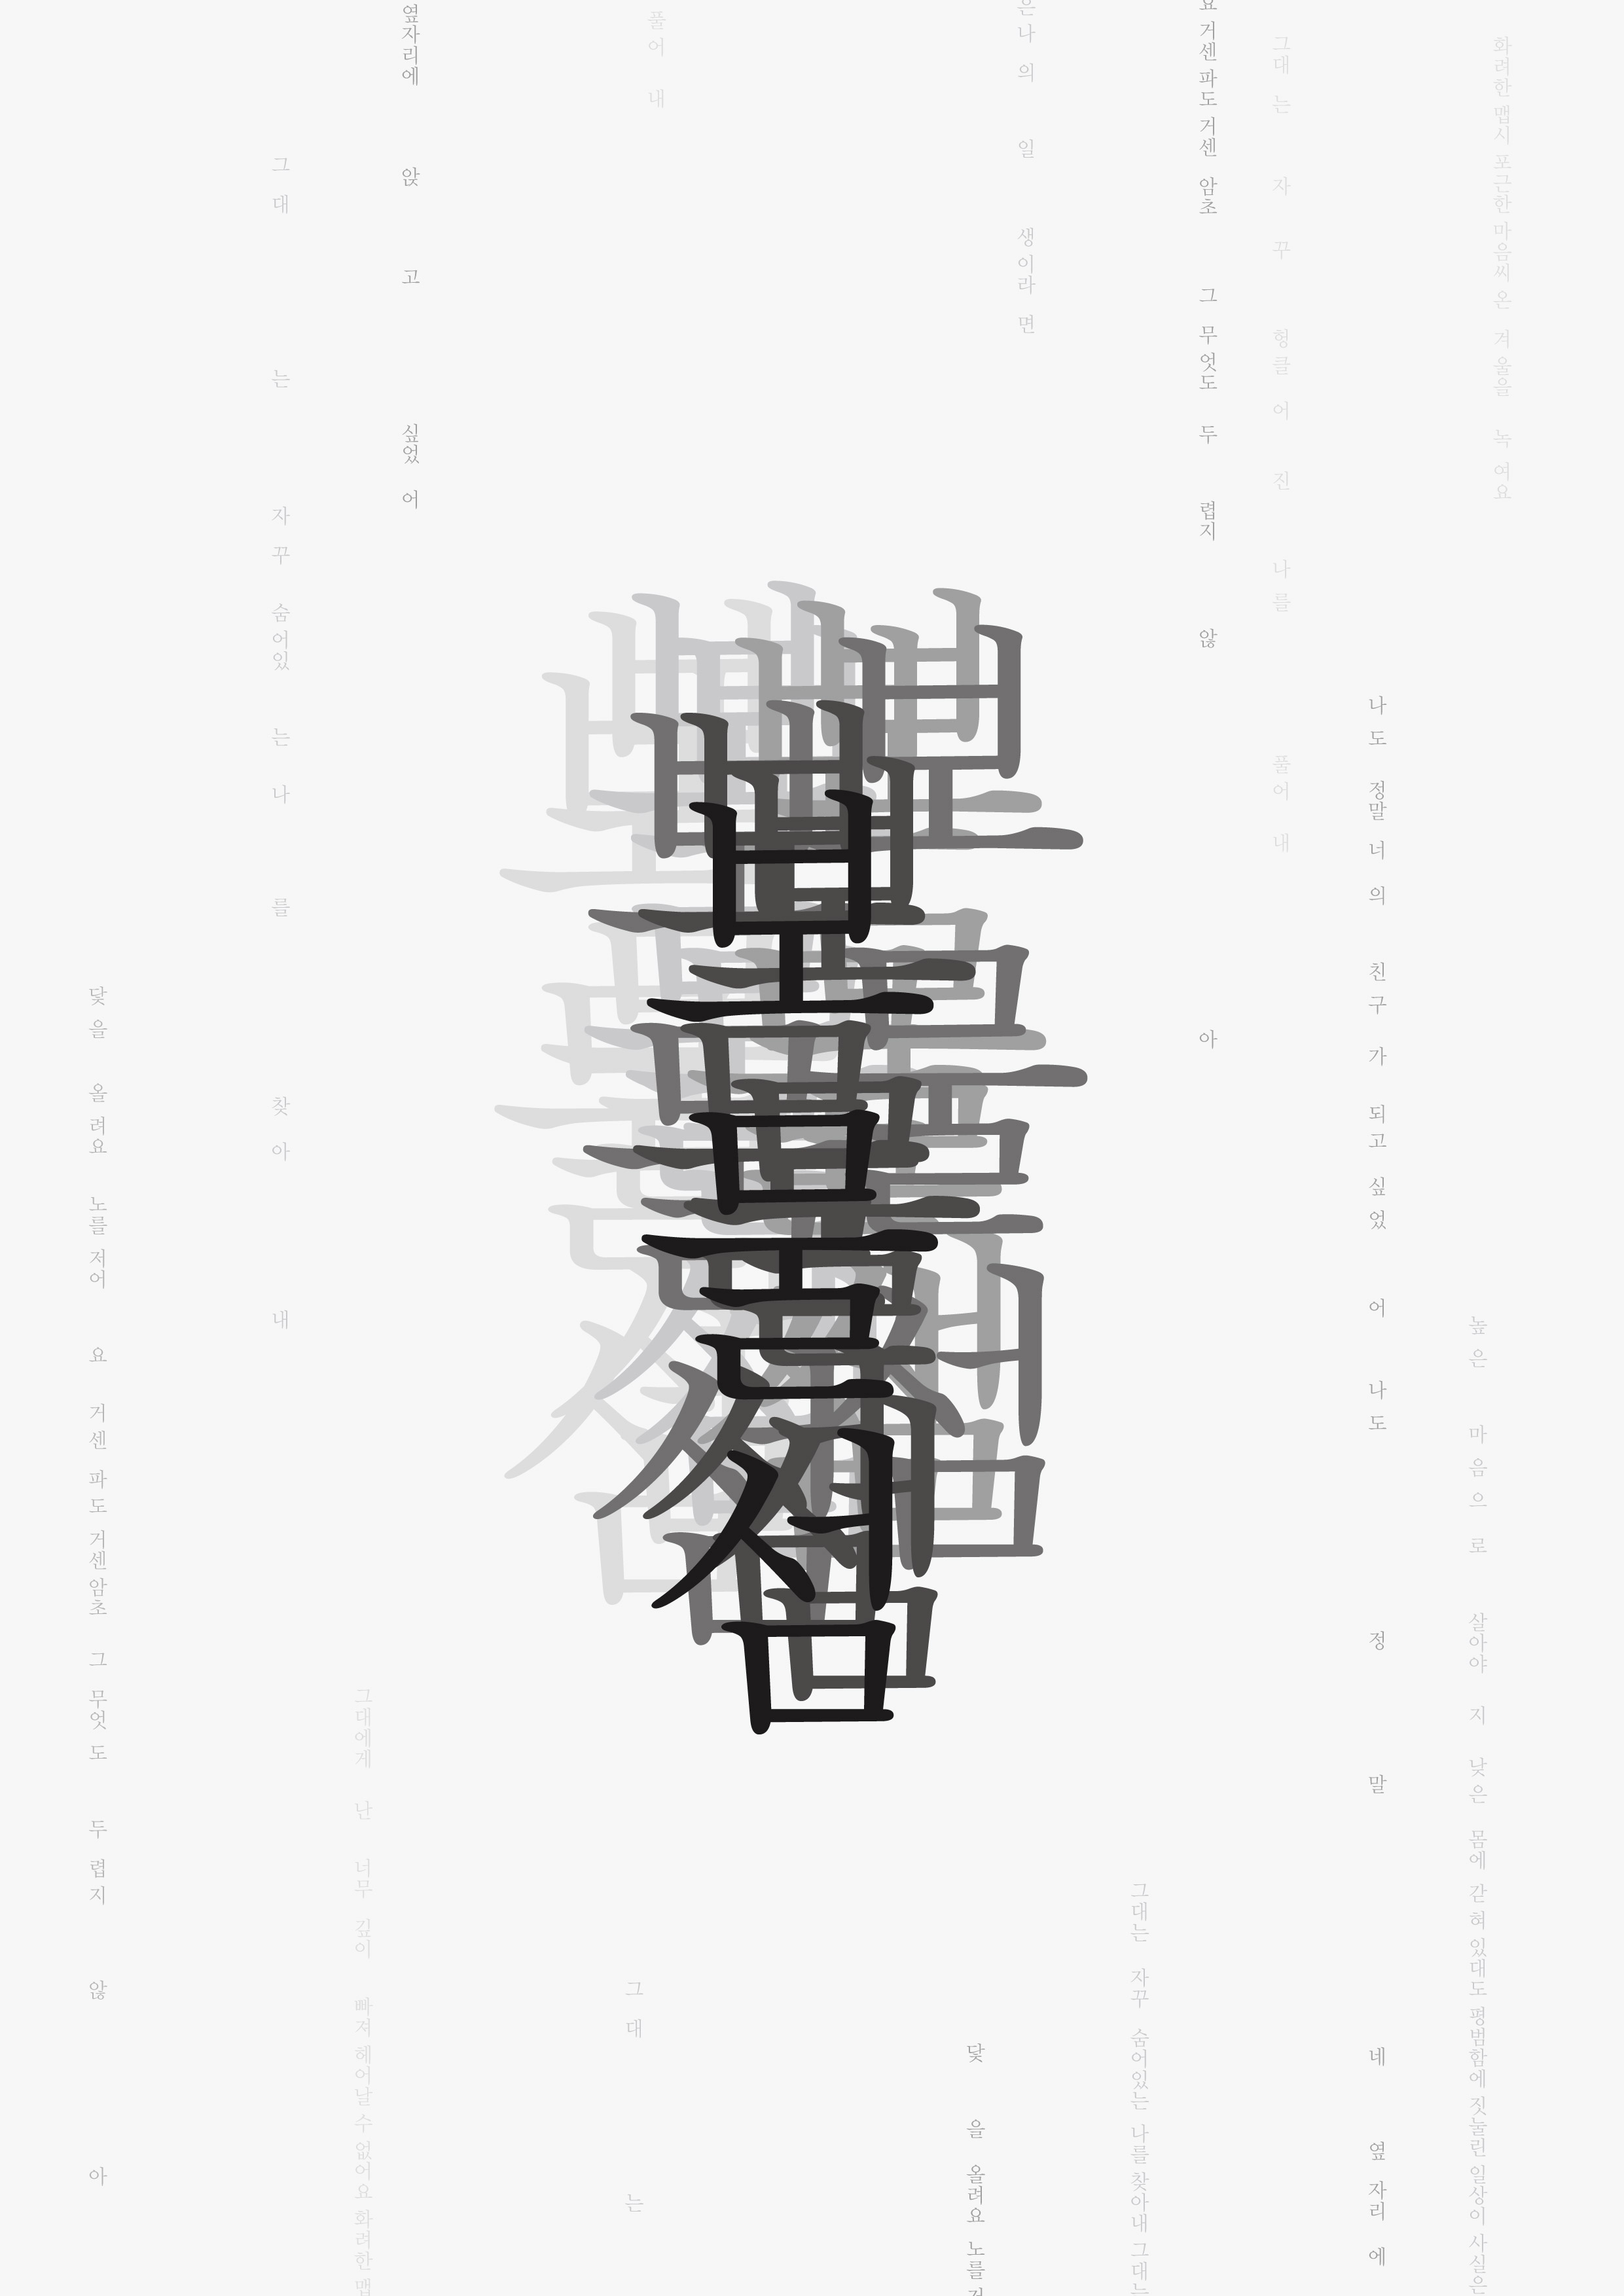 닻을 올려요 노를 저어요 거센 파도 거센 암초 그 무엇도 두렵지 않아
그대는 자꾸 숨어있는 나를 찾아내
그대에게 난 너무 깊이 빠져 헤어날 수 없어요 화려한 맵
옆자리에 앉고 싶었어
그대는
풀어내
보물섬
닻을 올려요 노를
은 나의 일생이라면
그대는 자꾸 숨어있는 나를 찾아내 그대는
요 거센 파도 거센 암초 그 무엇도 두렵지 않아
그대는 자꾸 헝클어진 나를 풀어내
나도 정말 너의 친구가 되고 싶었어 나도 정말 네 옆자리에
높은 마음으로 살아야지 낮은 몸에 갇혀있대도 평범함에 짓눌린 일상이 사실은
화려한 맵시 포근한 마음씨 온 겨울을 녹여요